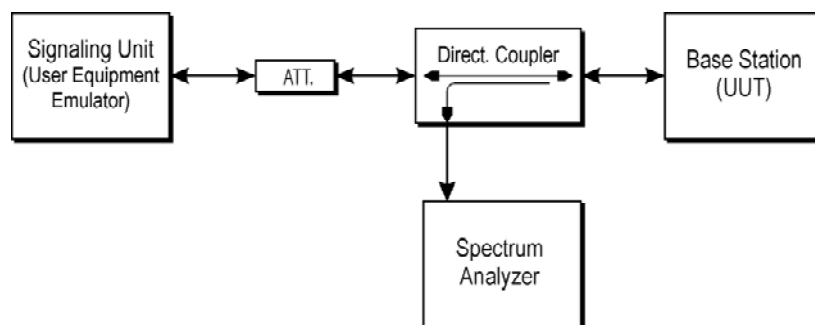 Signaling Unit
(User Equipment
Emulator)
ATT.
Direct. Coupler
Base Station
(UUT)
Spectrum
Analyzer